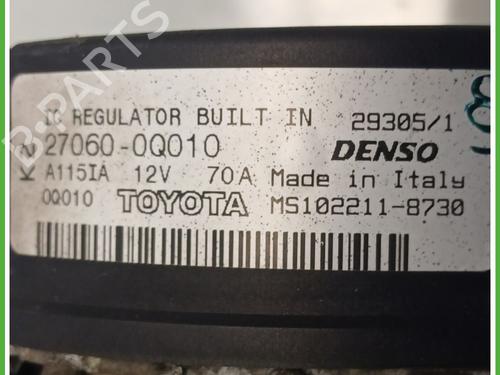 IC REGULATOR BUILT IN 29305/1
K2 27060-0Q010 DENSO
A115IA 12V 70A Made in Italy
0Q010 TOYOTA MS102211-8730